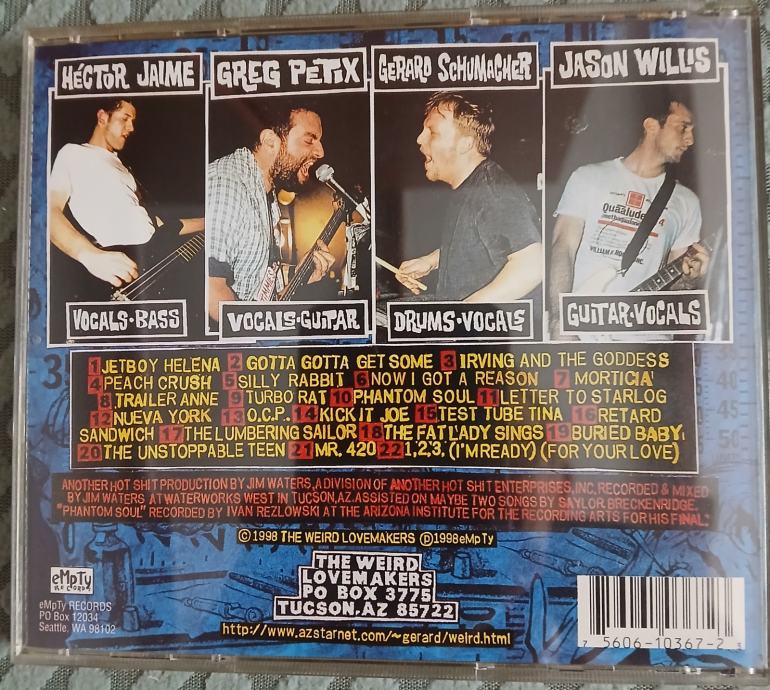 HÉCTOR JAIME
GREG PETIX
GERARD SCHUMACHER
JASON WILLIS
Quaalude
VOCALS·BASS
VOCALS·GUITAR
DRUMS·VOCALS
GUITAR·VOCALS
1 JETBOY HELENA 2 GOTTA GOTTA GET SOME 3 IRVING AND THE GODDESS
4 PEACH CRUSH 5 SILLY RABBIT 6 NOW I GOT A REASON 7 MORTICIA
8 TRAILER ANNE 9 TURBO RAT 10 PHANTOM SOUL 11 LETTER TO STARLOG
12 NUEVA YORK 13 O.C.P. 14 KICK IT JOE 15 TEST TUBE TINA 16 RETARD
SANDWICH 17 THE LUMBERING SAILOR 18 THE FAT LADY SINGS 19 BURIED BABY
20 THE UNSTOPPABLE TEEN 21 MR. 420 22 1,2,3. (I'M READY) (FOR YOUR LOVE)
ANOTHER HOT SHIT PRODUCTION BY JIM WATERS, A DIVISION OF ANOTHER HOT SHIT ENTERPRISES, INC. RECORDED & MIXED
BY JIM WATERS AT WATERWORKS WEST IN TUCSON, AZ. ASSISTED ON MAYBE TWO SONGS BY SAYLOR BRECKENRIDGE.
"PHANTOM SOUL" RECORDED BY IVAN REZLOWSKI AT THE ARIZONA INSTITUTE FOR THE RECORDING ARTS FOR HIS FINAL.
©1998 THE WEIRD LOVEMAKERS ℗1998 eMpTy
THE WEIRD
LOVEMAKERS
PO BOX 3775
TUCSON, AZ 85722
http://www.azstarnet.com/~gerard/weird.html
eMpTy
RECORDS
eMpTy RECORDS
PO Box 12034
Seattle, WA 98102
7 5606-10367-2